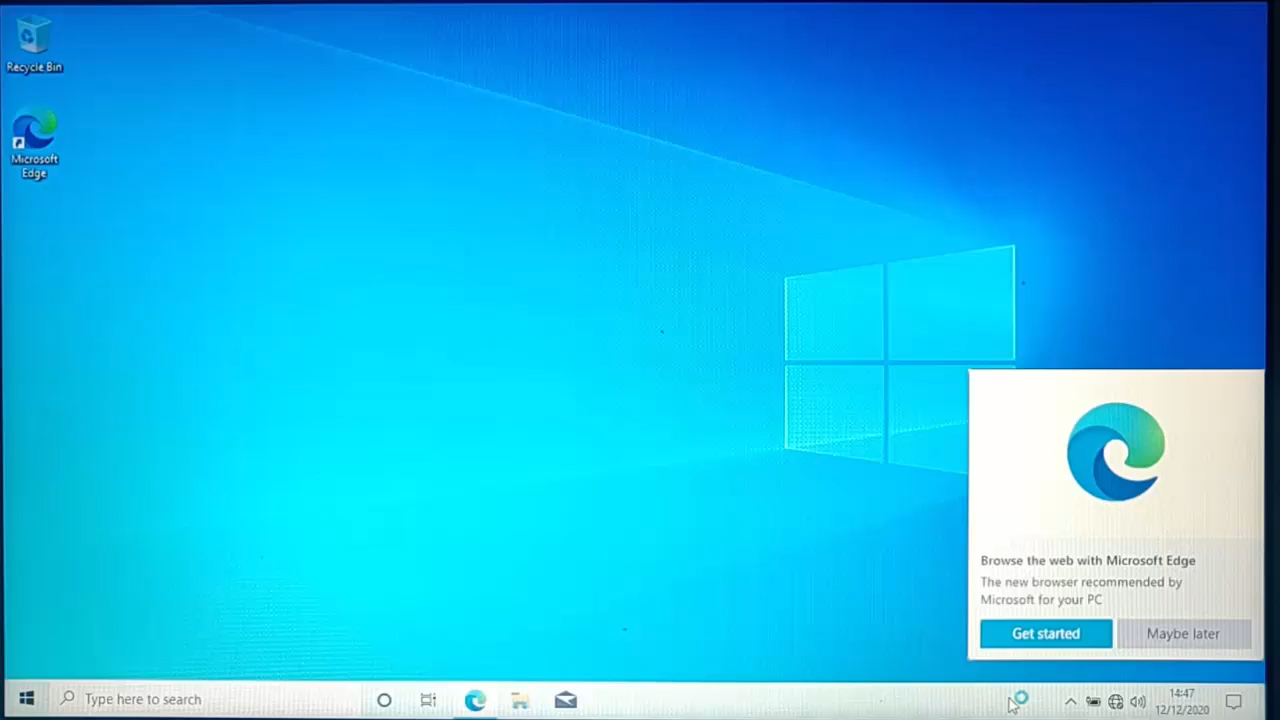 Recycle Bin
Microsoft
Edge
Browse the web with Microsoft Edge
The new browser recommended by
Microsoft for your PC
Get started
Maybe later
Type here to search
14:47
12/12/2020